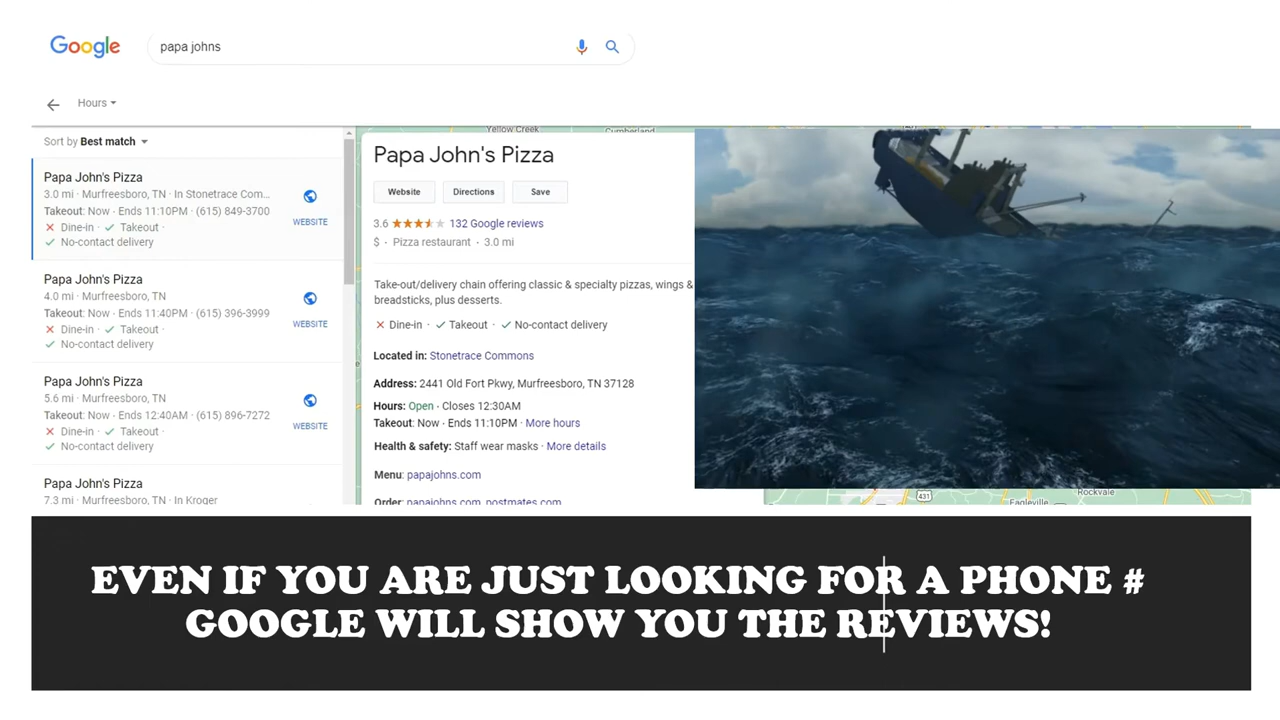 Google
papa johns
Hours
Sort by Best match
Papa John's Pizza
3.0 mi · Murfreesboro, TN · In Stonetrace Com...
Takeout: Now · Ends 11:10PM · (615) 849-3700
Dine-in · Takeout ·
No-contact delivery
WEBSITE
Papa John's Pizza
4.0 mi · Murfreesboro, TN
Takeout: Now · Ends 11:40PM · (615) 396-3999
Dine-in · Takeout ·
No-contact delivery
WEBSITE
Papa John's Pizza
5.6 mi · Murfreesboro, TN
Takeout: Now · Ends 12:40AM · (615) 896-7272
Dine-in · Takeout ·
No-contact delivery
WEBSITE
Papa John's Pizza
7.3 mi · Murfreesboro, TN · In Kroger
Yellow Creek
Cumberland
Papa John's Pizza
Website Directions Save
3.6 132 Google reviews
$ · Pizza restaurant · 3.0 mi
Take-out/delivery chain offering classic & specialty pizzas, wings &
breadsticks, plus desserts.
Dine-in · Takeout · No-contact delivery
Located in: Stonetrace Commons
Address: 2441 Old Fort Pkwy, Murfreesboro, TN 37128
Hours: Open · Closes 12:30AM
Takeout: Now · Ends 11:10PM · More hours
Health & safety: Staff wear masks · More details
Menu: papajohns.com
Order: papajohns.com, postmates.com
431
Eagleville
Rockvale
EVEN IF YOU ARE JUST LOOKING FOR A PHONE #
GOOGLE WILL SHOW YOU THE REVIEWS!